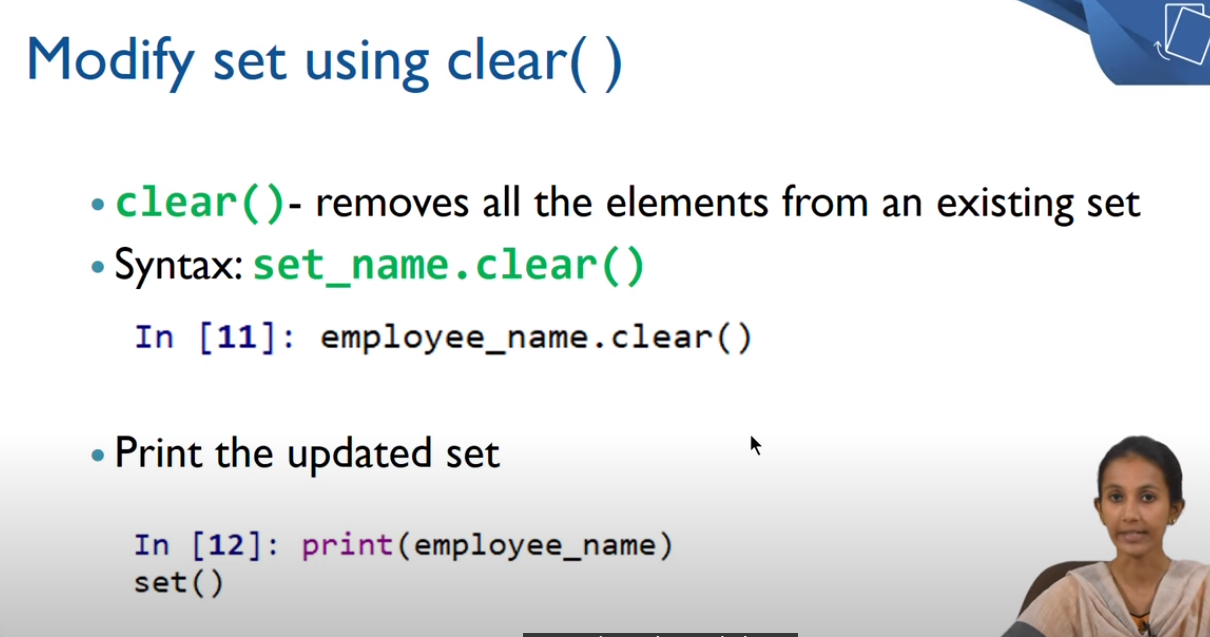 Modify set using clear( )
• clear()- removes all the elements from an existing set
• Syntax: set_name.clear()
In [11]: employee_name.clear()
• Print the updated set
In [12]: print(employee_name)
set()